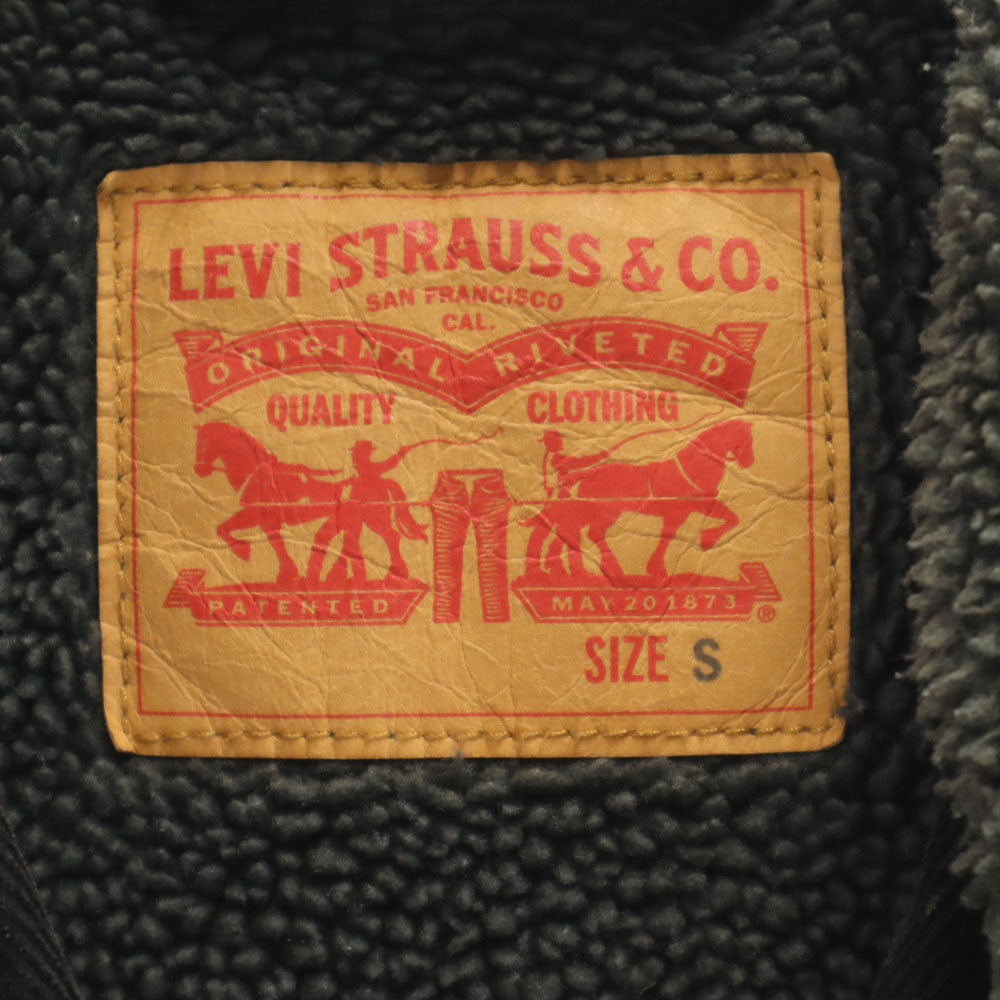 LEVI STRAUSS & CO.
SAN FRANCISCO
CAL.
ORIGINAL RIVETED
QUALITY CLOTHING
PATENTED MAY 20 1873 ®
SIZE S